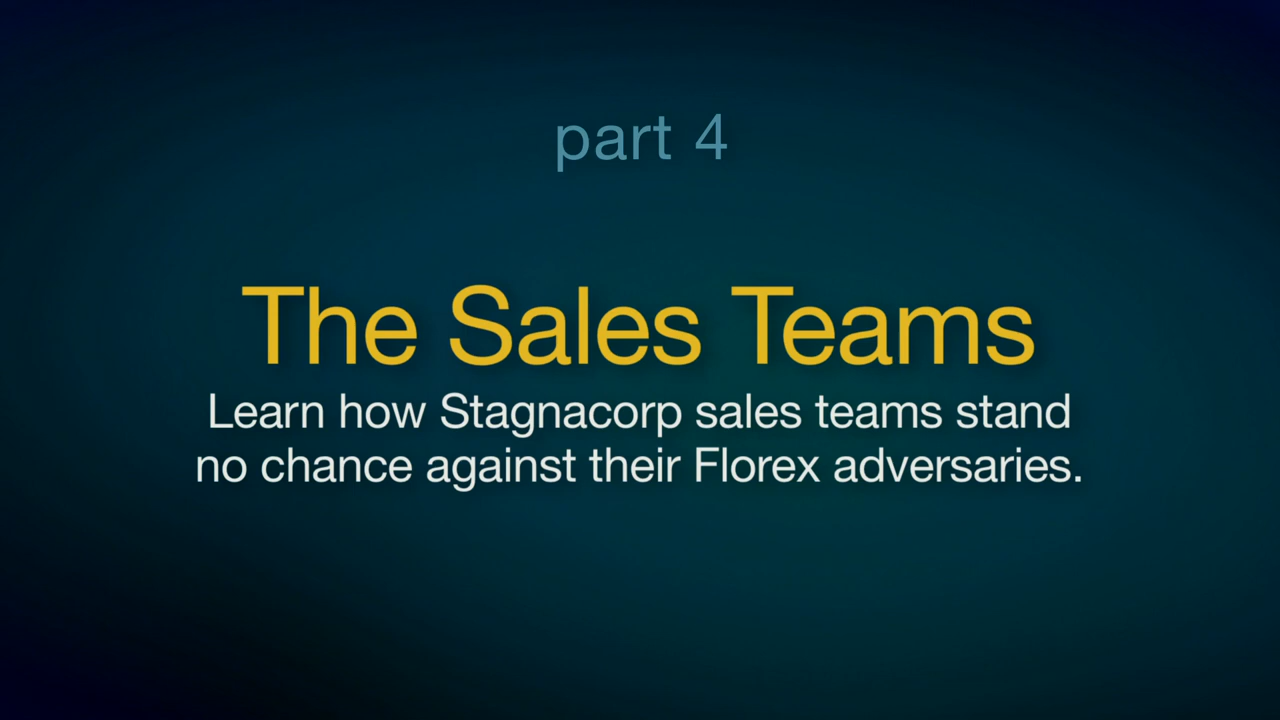 part 4
The Sales Teams
Learn how Stagnacorp sales teams stand
no chance against their Florex adversaries.